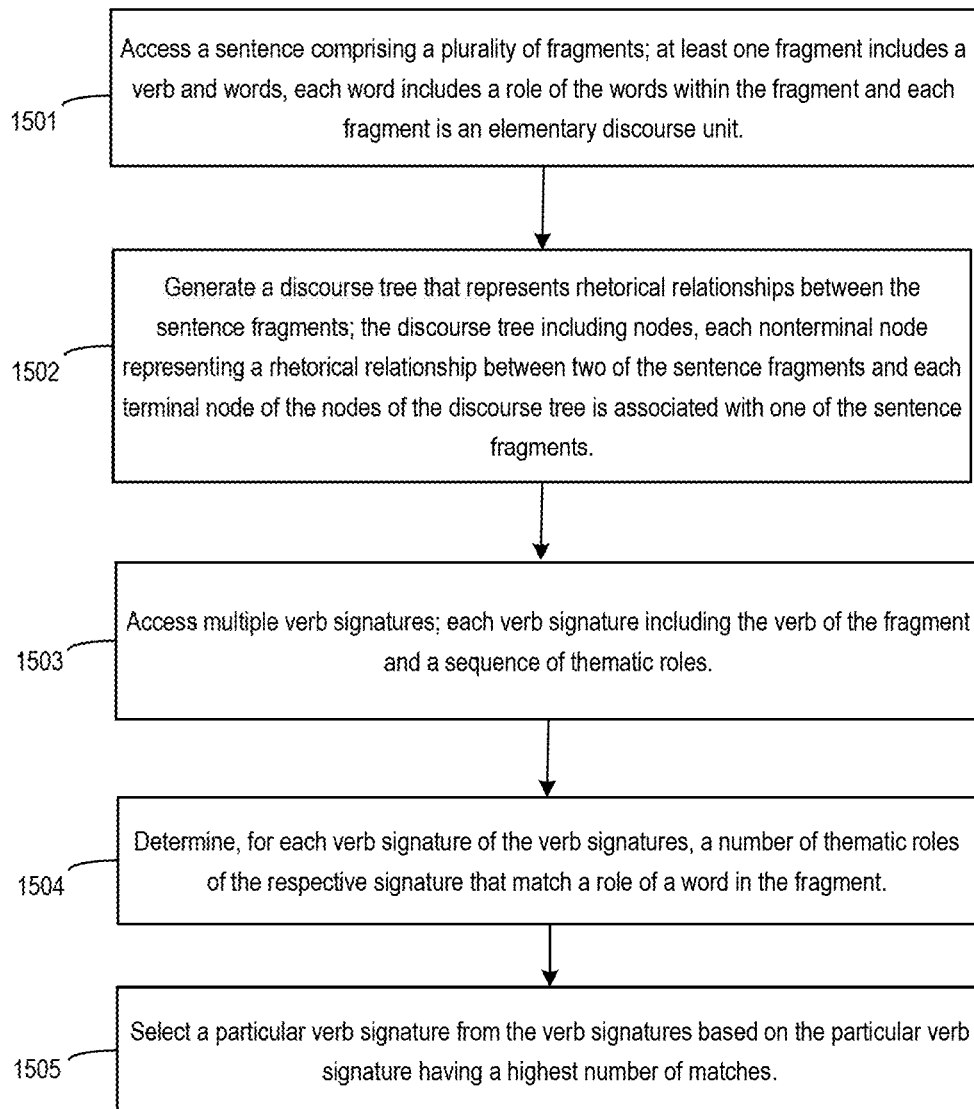 Access a sentence comprising a plurality of fragments; at least one fragment includes a
verb and words, each word includes a role of the words within the fragment and each
fragment is an elementary discourse unit.
1501
Generate a discourse tree that represents rhetorical relationships between the
sentence fragments; the discourse tree including nodes, each nonterminal node
representing a rhetorical relationship between two of the sentence fragments and each
terminal node of the nodes of the discourse tree is associated with one of the sentence
fragments.
1502
Access multiple verb signatures; each verb signature including the verb of the fragment
and a sequence of thematic roles.
1503
Determine, for each verb signature of the verb signatures, a number of thematic roles
of the respective signature that match a role of a word in the fragment.
1504
Select a particular verb signature from the verb signatures based on the particular verb
signature having a highest number of matches.
1505